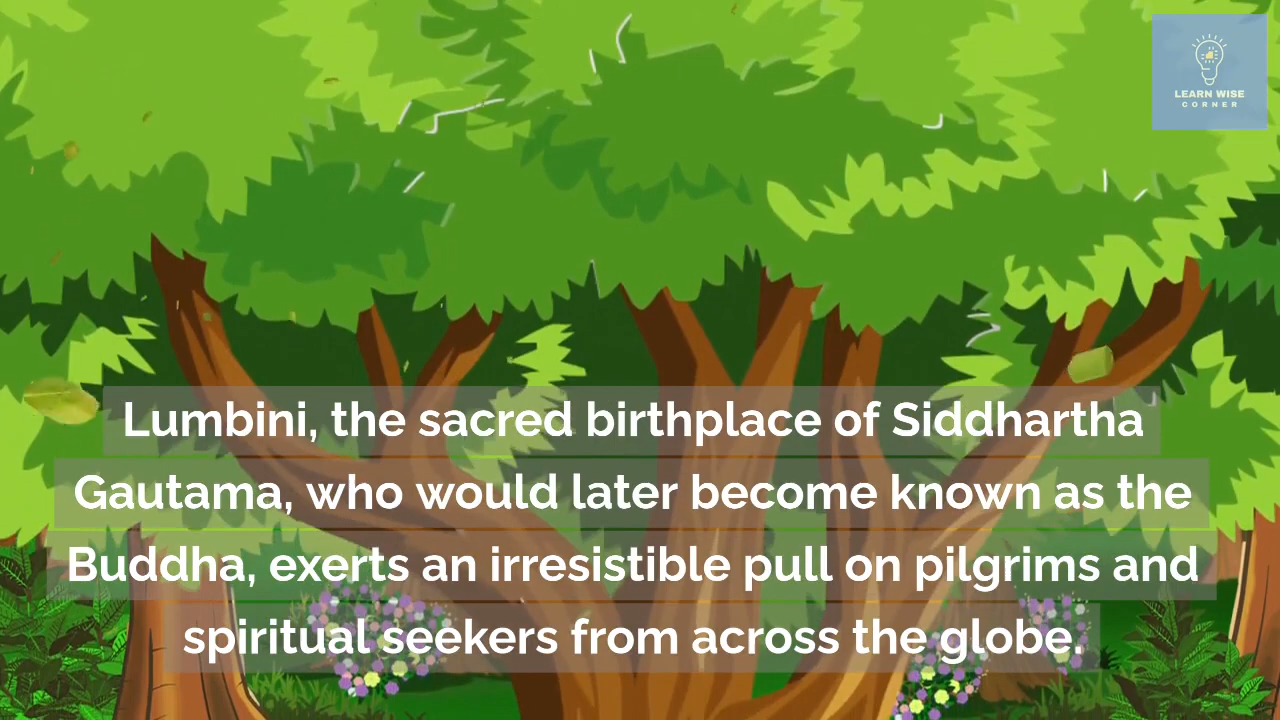 LEARN WISE
CORNER
Lumbini, the sacred birthplace of Siddhartha
Gautama, who would later become known as the
Buddha, exerts an irresistible pull on pilgrims and
spiritual seekers from across the globe.